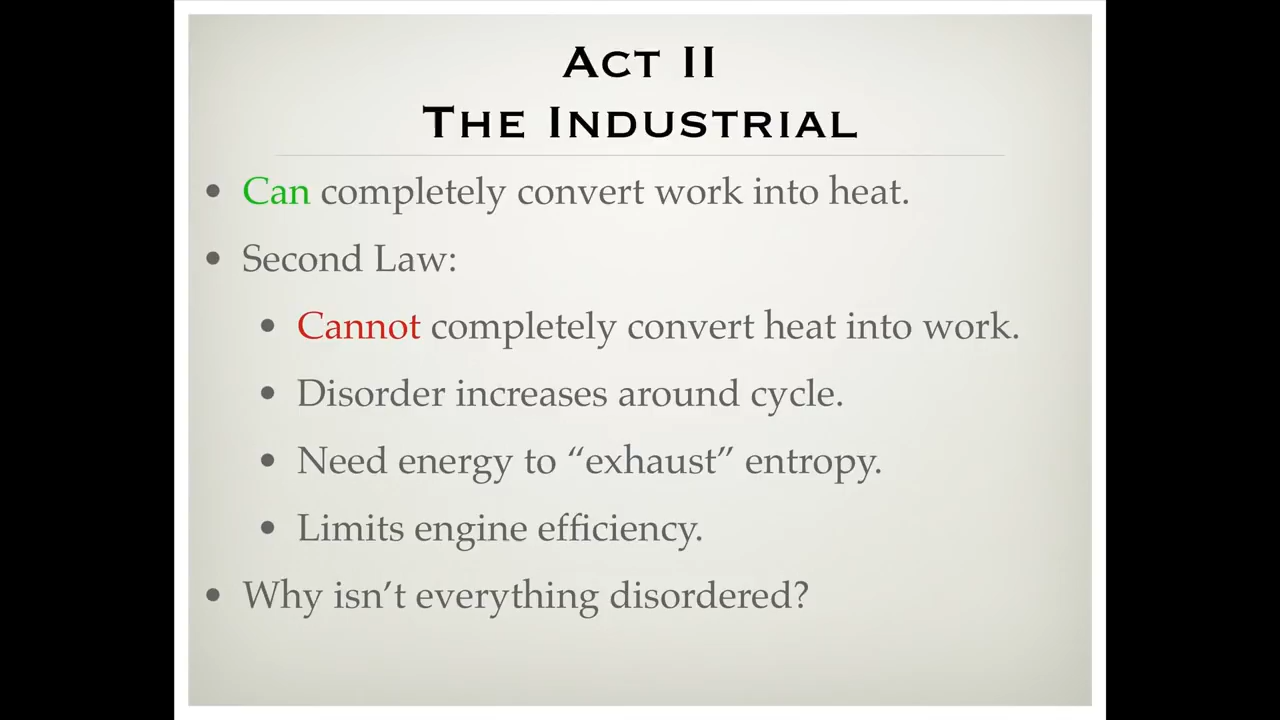 Act II
The Industrial
• Can completely convert work into heat.
• Second Law:
• Cannot completely convert heat into work.
• Disorder increases around cycle.
• Need energy to “exhaust” entropy.
• Limits engine efficiency.
• Why isn’t everything disordered?